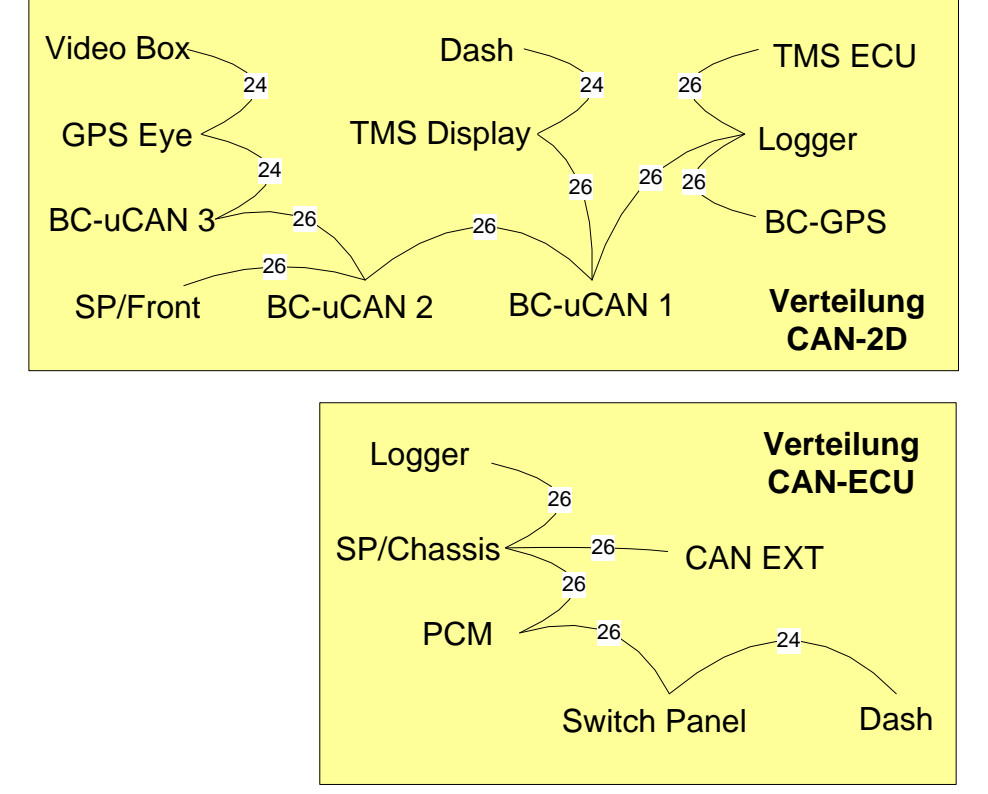 Video Box
Dash
TMS ECU
24
24
26
GPS Eye
TMS Display
Logger
24
26
26
26
BC-uCAN 3
26
26
BC-GPS
26
SP/Front
BC-uCAN 2
BC-uCAN 1
Verteilung
CAN-2D
Logger
Verteilung
CAN-ECU
26
SP/Chassis
26
CAN EXT
26
PCM
26
24
Switch Panel
Dash